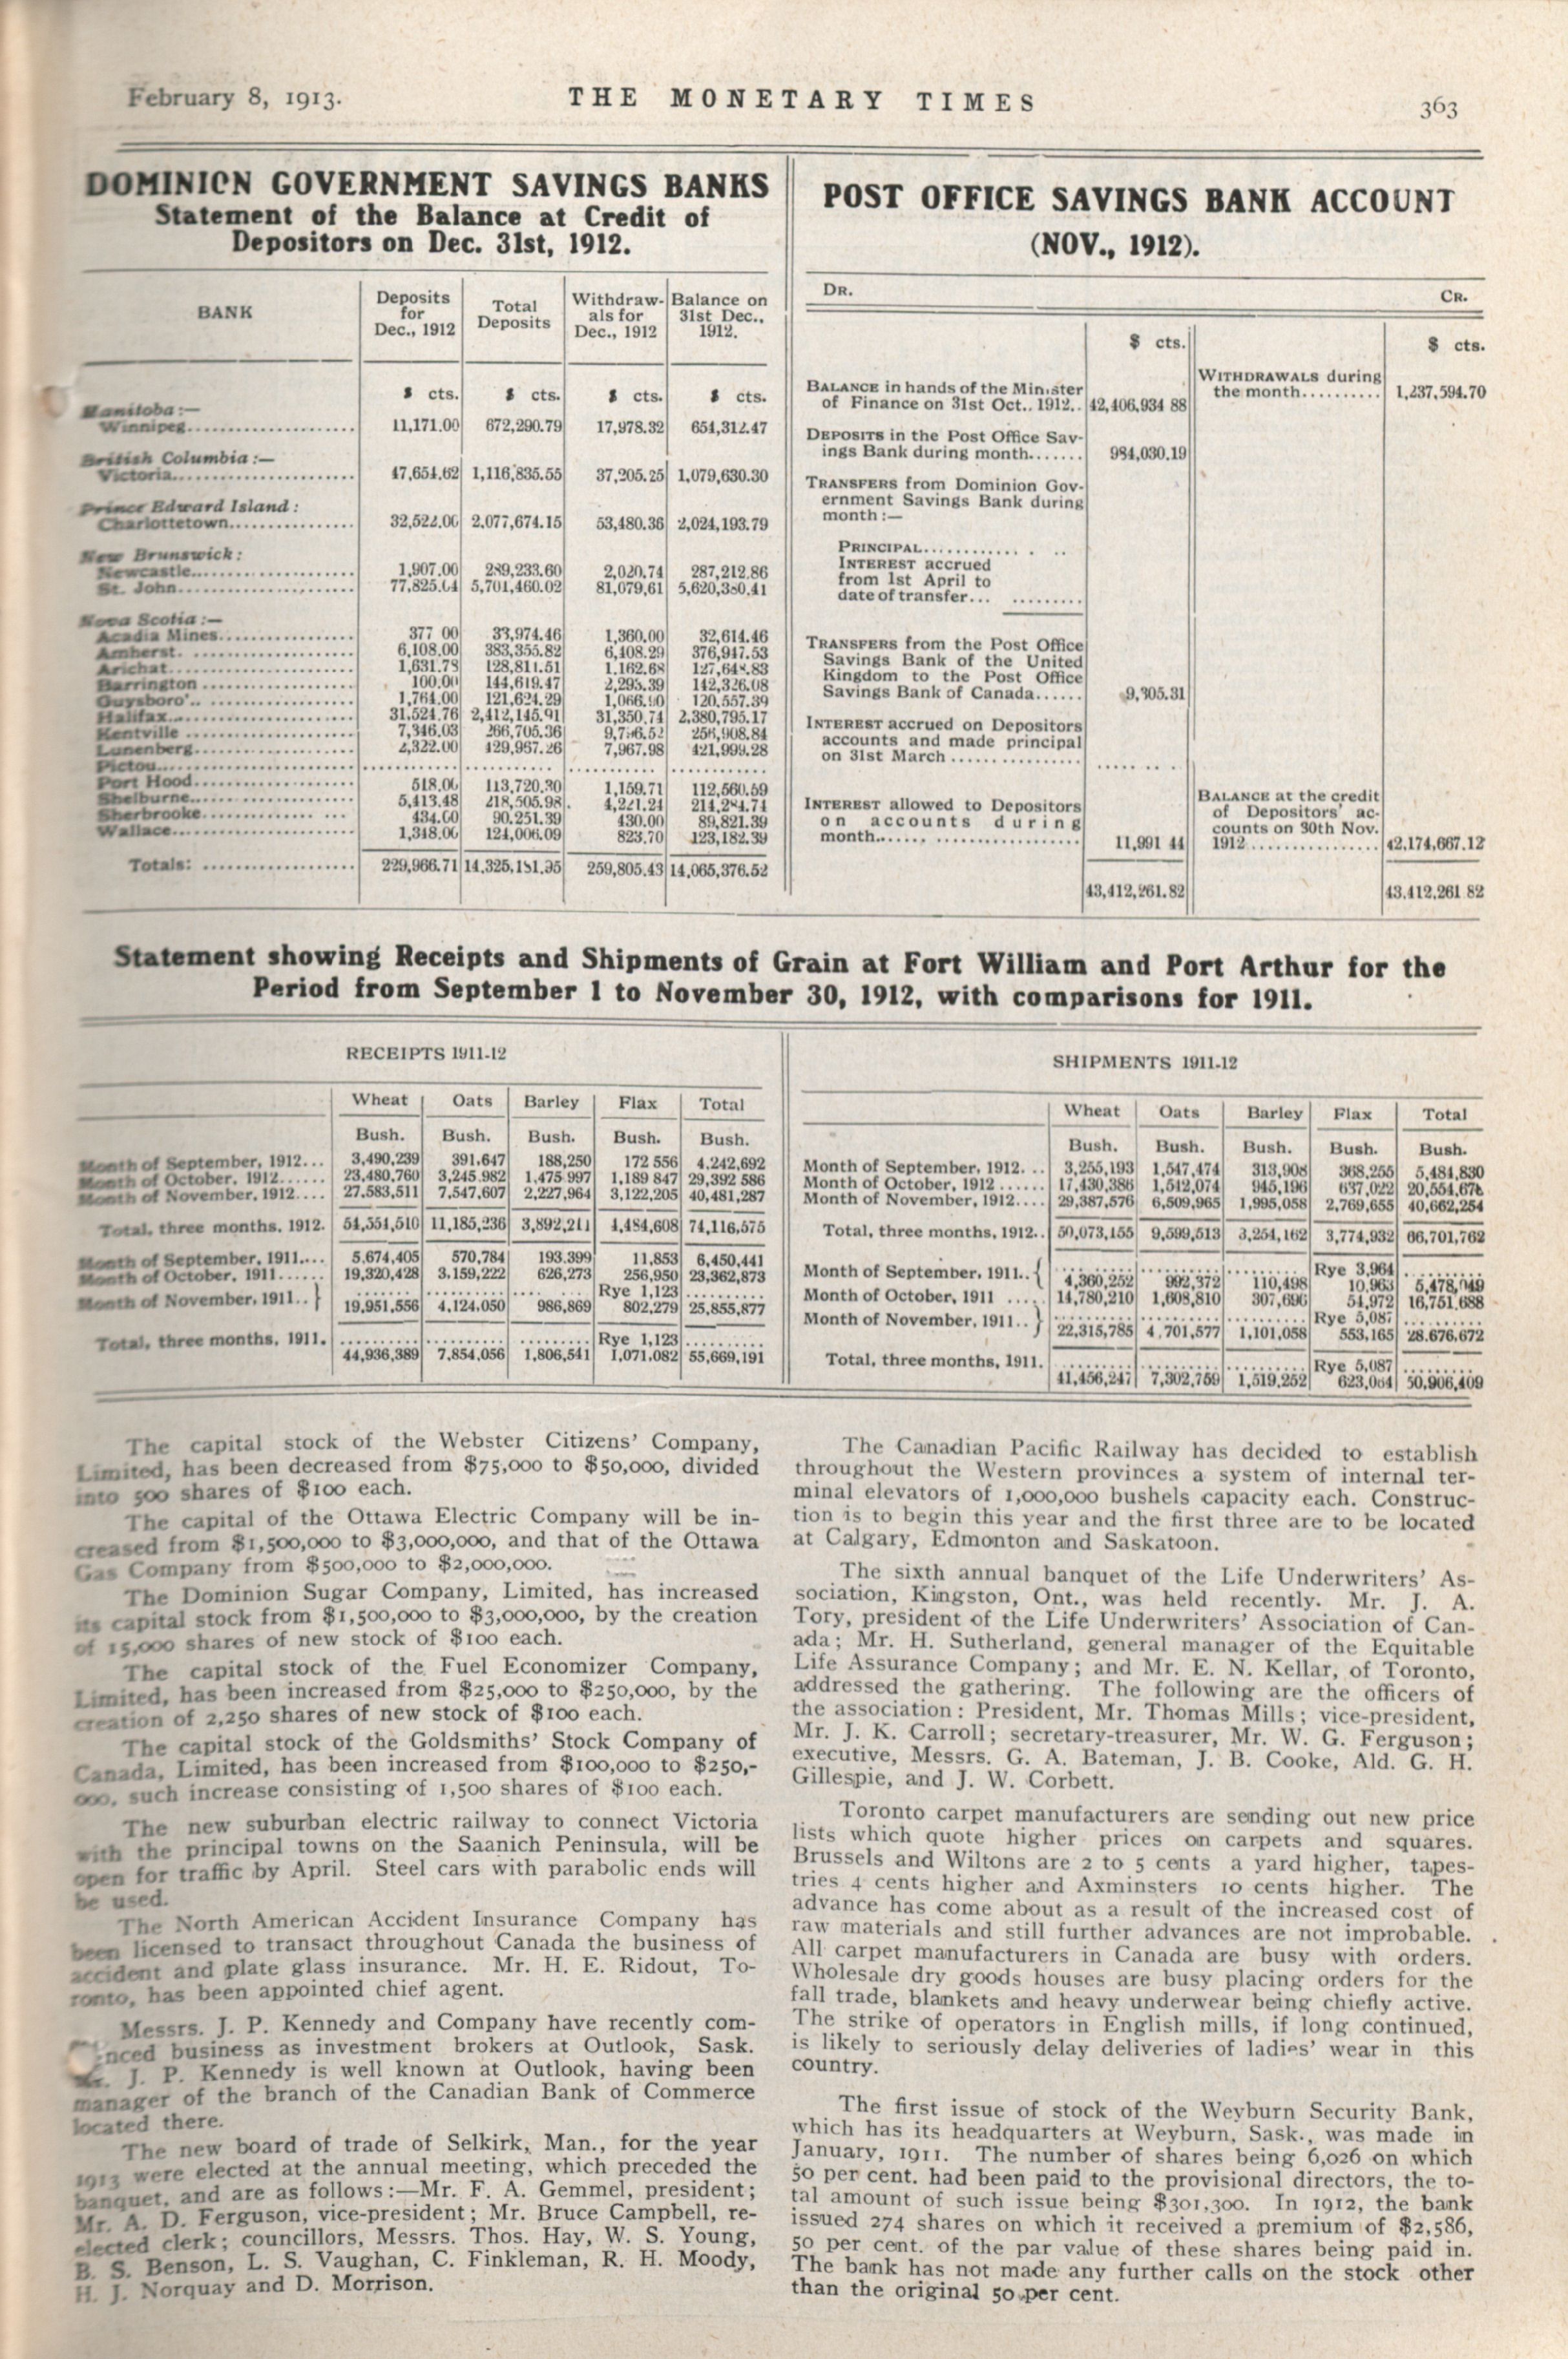 February 8, 1913.
THE MONETARY TIMES
363
DOMINION GOVERNMENT SAVINGS BANKS
Statement of the Balance at Credit of
Depositors on Dec. 31st, 1912.
BANK | Deposits for Dec., 1912 | Total Deposits | Withdraw-als for Dec., 1912 | Balance on 31st Dec., 1912.
$ cts. $ cts. $ cts. $ cts.
Manitoba:—
Winnipeg 11,171.00 672,290.79 17,978.32 654,312.47
British Columbia:—
Victoria 47,654.62 1,116,835.55 37,205.25 1,079,630.30
Prince Edward Island:
Charlottetown 32,522.00 2,077,674.15 53,480.36 2,024,193.79
New Brunswick:
Newcastle 1,907.00 289,233.60 2,020.74 287,212.86
St. John 77,825.64 5,701,460.02 81,079,61 5,620,380.41
Nova Scotia:—
Acadia Mines 377 00 33,974.46 1,360.00 32,614.46
Amherst 6,108.00 383,355.82 6,408.29 376,947.53
Arichat 1,631.78 128,811.51 1,162.68 127,648.83
Barrington 100.00 144,619.47 2,293.39 142,326.08
Guysboro' 1,764.00 121,624.29 1,066.90 120,557.39
Halifax 31,524.76 2,412,145.91 31,350.74 2,380,795.17
Kentville 7,346.03 266,705.36 9,796.52 256,908.84
Lunenberg 2,322.00 429,967.26 7,967.98 421,999.28
Pictou
Port Hood 518.00 113,720.30 1,159.71 112,560.59
Shelburne 5,413.48 218,505.98 4,221.24 214,284.74
Sherbrooke 434.00 90,251.39 430.00 89,821.39
Wallace 1,318.00 124,006.09 823.70 123,182.39
Totals: 229,966.71 14,325,181.95 259,805.43 14,065,376.52
POST OFFICE SAVINGS BANK ACCOUNT
(NOV., 1912).
DR.
CR.
$ cts.
$ cts.
BALANCE in hands of the Minister
of Finance on 31st Oct., 1912.. 42,406,934 88
DEPOSITS in the Post Office Sav-
ings Bank during month....... 984,030.19
TRANSFERS from Dominion Gov-
ernment Savings Bank during
month:—
PRINCIPAL
INTEREST accrued
from 1st April to
date of transfer...
TRANSFERS from the Post Office
Savings Bank of the United
Kingdom to the Post Office
Savings Bank of Canada...... 9,305.31
INTEREST accrued on Depositors
accounts and made principal
on 31st March
INTEREST allowed to Depositors
on accounts during
month 11,991 44
43,412,261.82
WITHDRAWALS during
the month 1,237,594.70
BALANCE at the credit
of Depositors' ac-
counts on 30th Nov.
1912 42,174,667.12
43,412,261 82
Statement showing Receipts and Shipments of Grain at Fort William and Port Arthur for the
Period from September 1 to November 30, 1912, with comparisons for 1911.
RECEIPTS 1911-12
Wheat Oats Barley Flax Total
Bush. Bush. Bush. Bush. Bush.
Month of September, 1912... 3,490,239 391,647 188,250 172 556 4,242,692
Month of October, 1912...... 23,480,760 3,245,982 1,475 997 1,189 847 29,392 586
Month of November, 1912.... 27,583,511 7,547,607 2,227,964 3,122,205 40,481,287
Total, three months, 1912. 54,554,510 11,185,236 3,892,211 4,484,608 74,116,575
Month of September, 1911... 5,674,405 570,784 193,399 11,853 6,450,441
Month of October, 1911...... 19,320,428 3,159,222 626,273 256,950 23,362,873
Rye 1,123
Month of November, 1911.. 19,951,556 4,124,050 986,869 802,279 25,855,877
Rye 1,123
Total, three months, 1911. 44,936,389 7,854,056 1,806,541 1,071,082 55,669,191
SHIPMENTS 1911-12
Wheat Oats Barley Flax Total
Bush. Bush. Bush. Bush. Bush.
Month of September, 1912. .. 3,255,193 1,547,474 313,908 368,255 5,484,830
Month of October, 1912 ...... 17,430,386 1,542,074 945,196 637,022 20,554,678
Month of November, 1912.... 29,387,576 6,509,965 1,995,058 2,769,655 40,662,254
Total, three months, 1912.. 50,073,155 9,599,513 3,254,162 3,774,932 66,701,762
Rye 3,964
Month of September, 1911.. 4,360,252 992,372 110,498 10,963 5,478,049
Month of October, 1911 .... 14,780,210 1,608,810 307,696 54,972 16,751,688
Rye 5,087
Month of November, 1911.. 22,315,785 4,701,577 1,101,058 553,165 28,676,672
Rye 5,087
Total, three months, 1911. 41,456,247 7,302,759 1,519,252 623,064 50,906,409
The capital stock of the Webster Citizens' Company,
Limited, has been decreased from $75,000 to $50,000, divided
into 500 shares of $100 each.
The capital of the Ottawa Electric Company will be in-
creased from $1,500,000 to $3,000,000, and that of the Ottawa
Gas Company from $500,000 to $2,000,000.
The Dominion Sugar Company, Limited, has increased
its capital stock from $1,500,000 to $3,000,000, by the creation
of 15,000 shares of new stock of $100 each.
The capital stock of the Fuel Economizer Company,
Limited, has been increased from $25,000 to $250,000, by the
creation of 2,250 shares of new stock of $100 each.
The capital stock of the Goldsmiths' Stock Company of
Canada, Limited, has been increased from $100,000 to $250,-
000, such increase consisting of 1,500 shares of $100 each.
The new suburban electric railway to connect Victoria
with the principal towns on the Saanich Peninsula, will be
open for traffic by April. Steel cars with parabolic ends will
be used.
The North American Accident Insurance Company has
been licensed to transact throughout Canada the business of
accident and plate glass insurance. Mr. H. E. Ridout, To-
ronto, has been appointed chief agent.
Messrs. J. P. Kennedy and Company have recently com-
nced business as investment brokers at Outlook, Sask.
Mr. J. P. Kennedy is well known at Outlook, having been
manager of the branch of the Canadian Bank of Commerce
located there.
The new board of trade of Selkirk, Man., for the year
1913 were elected at the annual meeting, which preceded the
banquet, and are as follows:—Mr. F. A. Gemmel, president;
Mr. A. D. Ferguson, vice-president; Mr. Bruce Campbell, re-
elected clerk; councillors, Messrs. Thos. Hay, W. S. Young,
B. S. Benson, L. S. Vaughan, C. Finkleman, R. H. Moody,
H. J. Norquay and D. Morrison.
The Canadian Pacific Railway has decided to establish
throughout the Western provinces a system of internal ter-
minal elevators of 1,000,000 bushels capacity each. Construc-
tion is to begin this year and the first three are to be located
at Calgary, Edmonton and Saskatoon.
The sixth annual banquet of the Life Underwriters' As-
sociation, Kingston, Ont., was held recently. Mr. J. A.
Tory, president of the Life Underwriters' Association of Can-
ada; Mr. H. Sutherland, general manager of the Equitable
Life Assurance Company; and Mr. E. N. Kellar, of Toronto,
addressed the gathering. The following are the officers of
the association: President, Mr. Thomas Mills; vice-president,
Mr. J. K. Carroll; secretary-treasurer, Mr. W. G. Ferguson;
executive, Messrs. G. A. Bateman, J. B. Cooke, Ald. G. H.
Gillespie, and J. W. Corbett.
Toronto carpet manufacturers are sending out new price
lists which quote higher prices on carpets and squares.
Brussels and Wiltons are 2 to 5 cents a yard higher, tapes-
tries 4 cents higher and Axminsters 10 cents higher. The
advance has come about as a result of the increased cost of
raw materials and still further advances are not improbable.
All carpet manufacturers in Canada are busy with orders.
Wholesale dry goods houses are busy placing orders for the
fall trade, blankets and heavy underwear being chiefly active.
The strike of operators in English mills, if long continued,
is likely to seriously delay deliveries of ladies' wear in this
country.
The first issue of stock of the Weyburn Security Bank,
which has its headquarters at Weyburn, Sask., was made in
January, 1911. The number of shares being 6,026 on which
50 per cent. had been paid to the provisional directors, the to-
tal amount of such issue being $301,300. In 1912, the bank
issued 274 shares on which it received a premium of $2,586,
50 per cent. of the par value of these shares being paid in.
The bank has not made any further calls on the stock other
than the original 50 per cent.